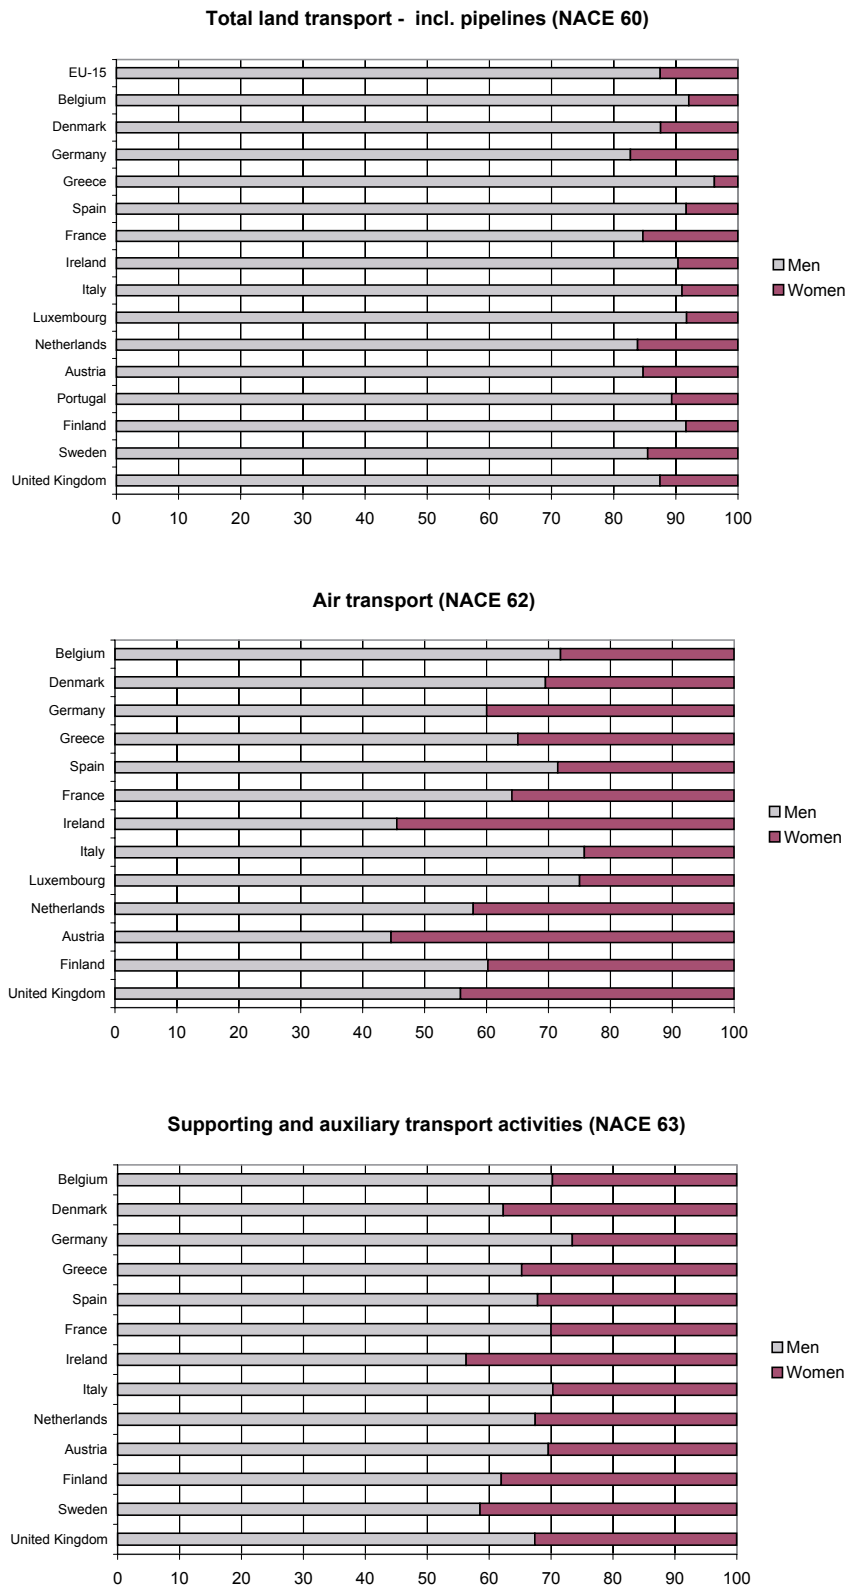 Total land transport - incl. pipelines (NACE 60)
EU-15
Belgium
Denmark
Germany
Greece
Spain
France
Ireland
Italy
Luxembourg
Netherlands
Austria
Portugal
Finland
Sweden
United Kingdom
0 10 20 30 40 50 60 70 80 90 100
Men
Women
Air transport (NACE 62)
Belgium
Denmark
Germany
Greece
Spain
France
Ireland
Italy
Luxembourg
Netherlands
Austria
Finland
United Kingdom
0 10 20 30 40 50 60 70 80 90 100
Men
Women
Supporting and auxiliary transport activities (NACE 63)
Belgium
Denmark
Germany
Greece
Spain
France
Ireland
Italy
Netherlands
Austria
Finland
Sweden
United Kingdom
0 10 20 30 40 50 60 70 80 90 100
Men
Women